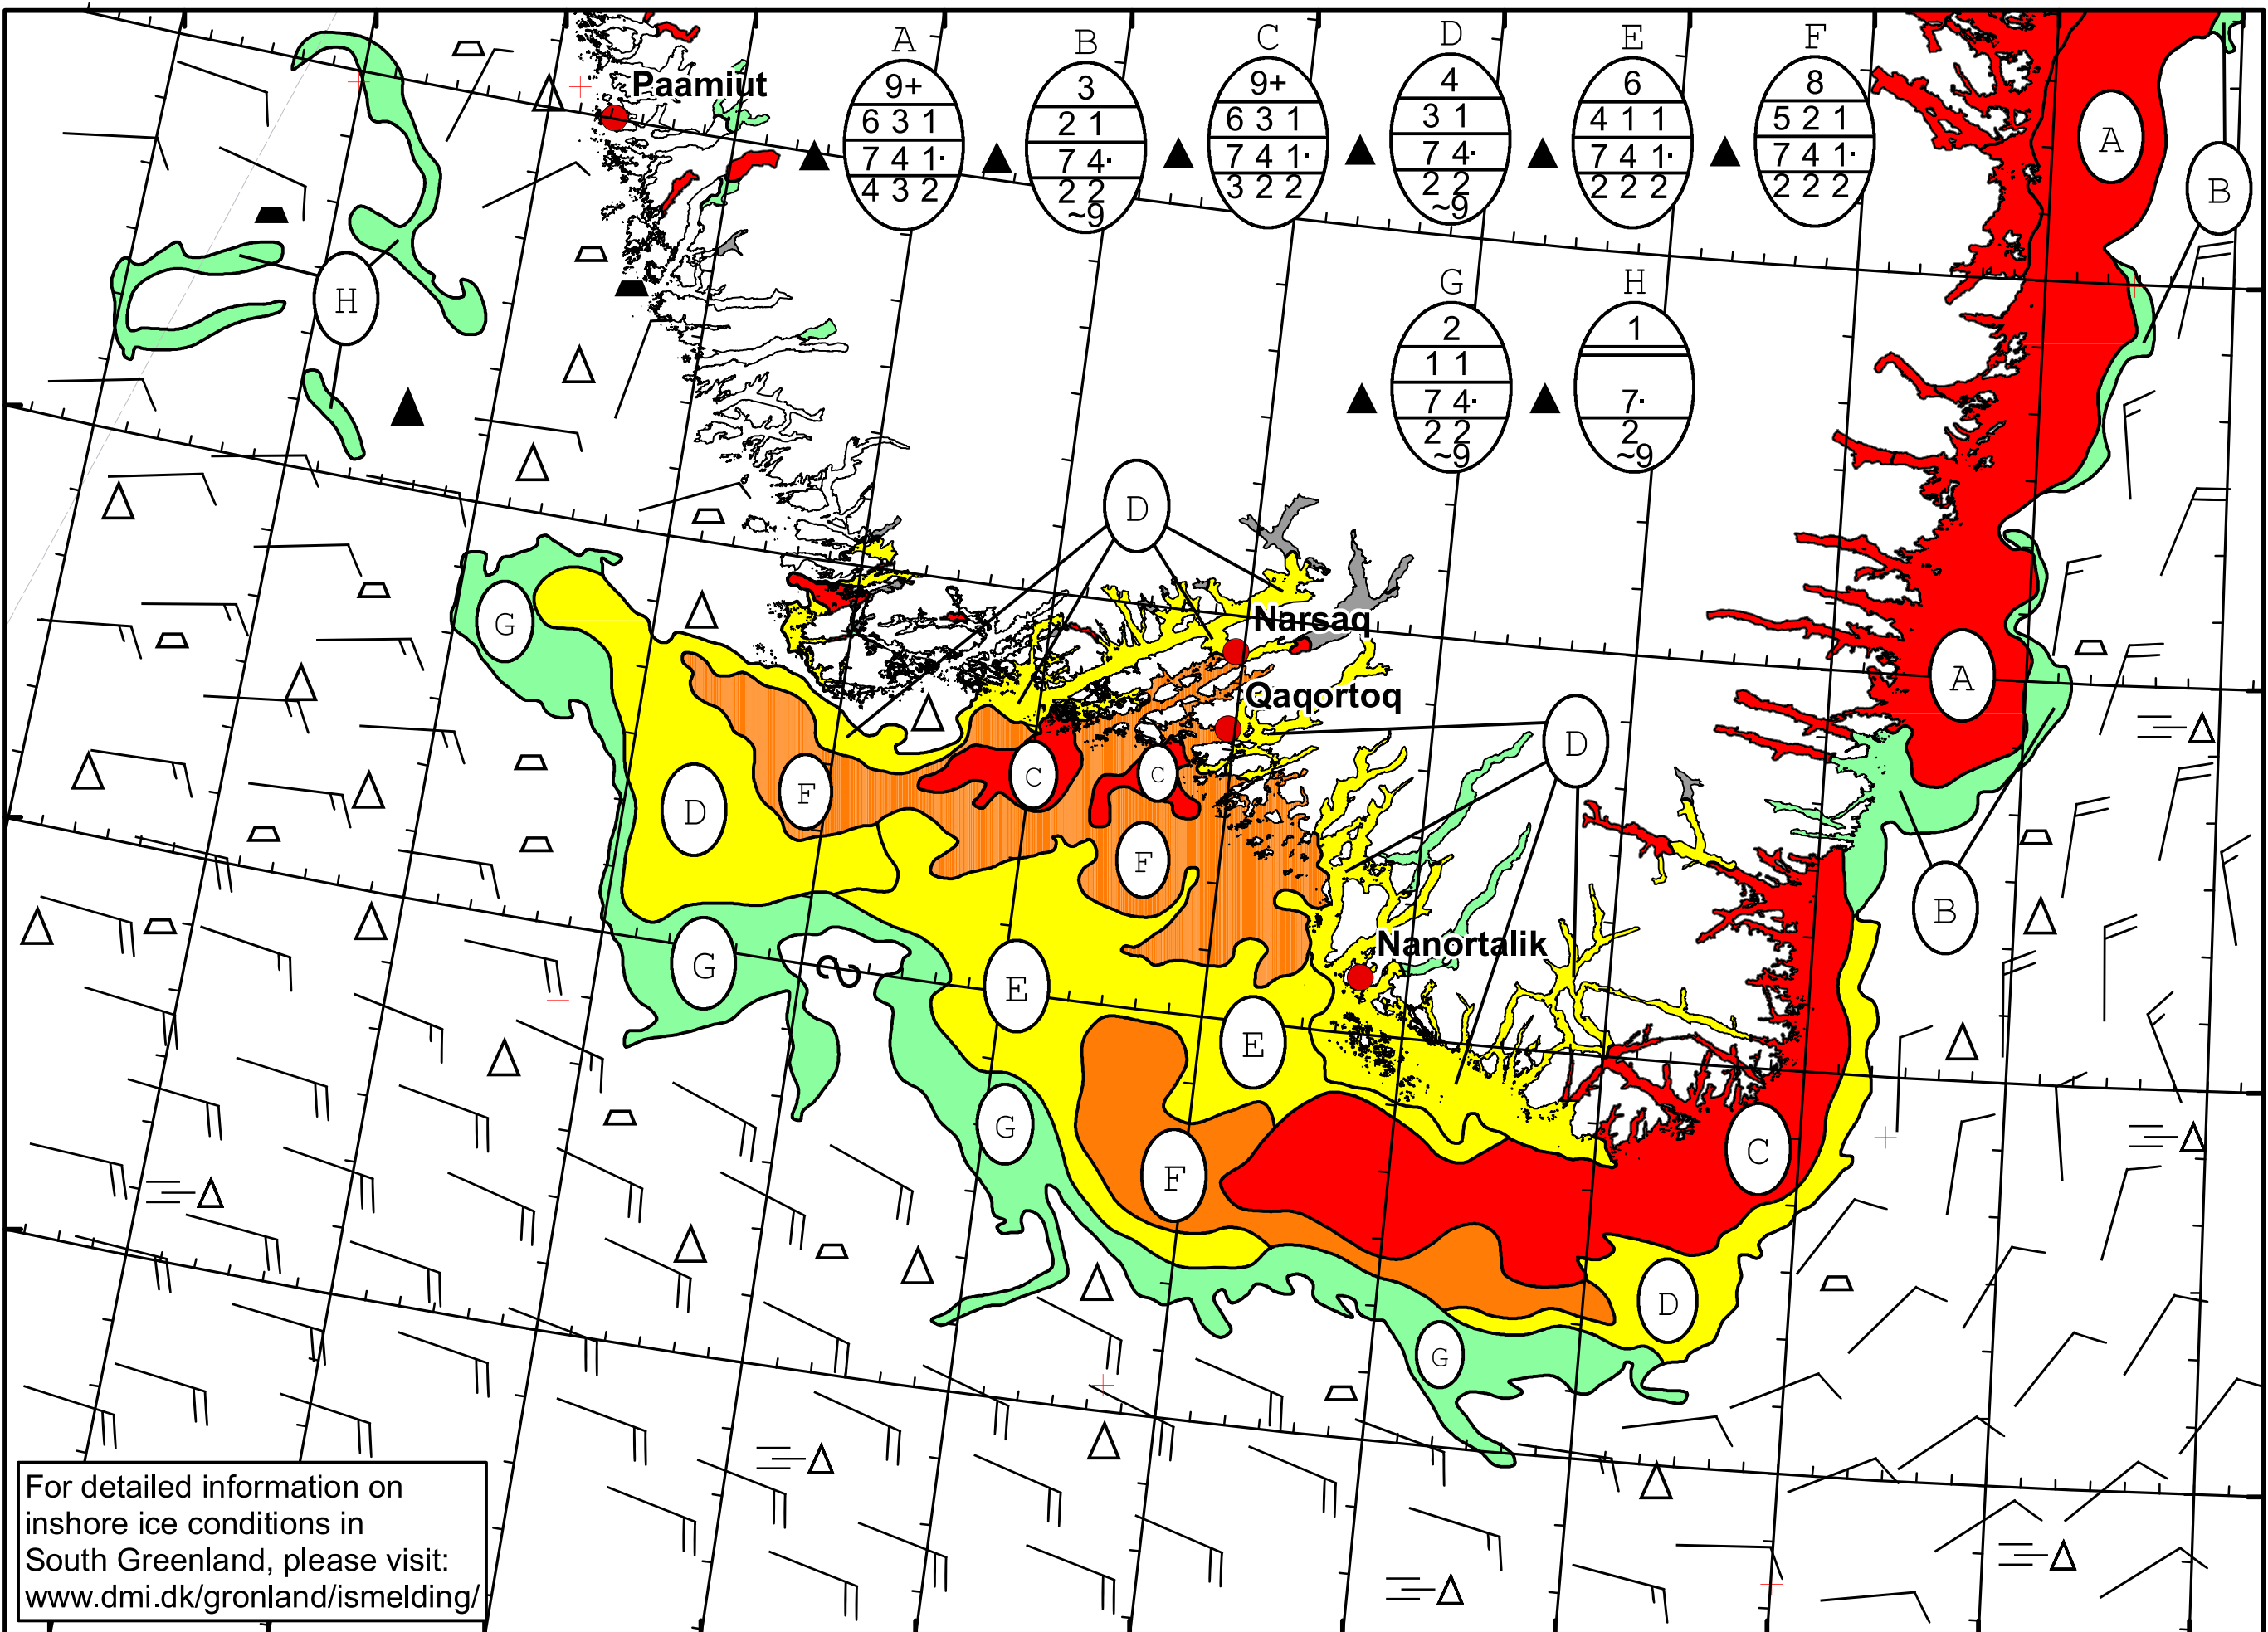 A B C D E F
Paamiut
9+
6 3 1
7 4 1·
4 3 2
3
2 1
7 4·
2 2
~9
9+
6 3 1
7 4 1·
3 2 2
4
3 1
7 4·
2 2
~9
6
4 1 1
7 4 1·
2 2 2
8
5 2 1
7 4 1·
2 2 2
A
B
G H
2
1 1
7 4·
2 2
~9
1
7·
2
~9
H
D
G
Narsaq
A
Qaqortoq
D
C
C
F
D
F
B
Nanortalik
G
E
E
G
C
F
D
G
For detailed information on
inshore ice conditions in
South Greenland, please visit:
www.dmi.dk/gronland/ismelding/